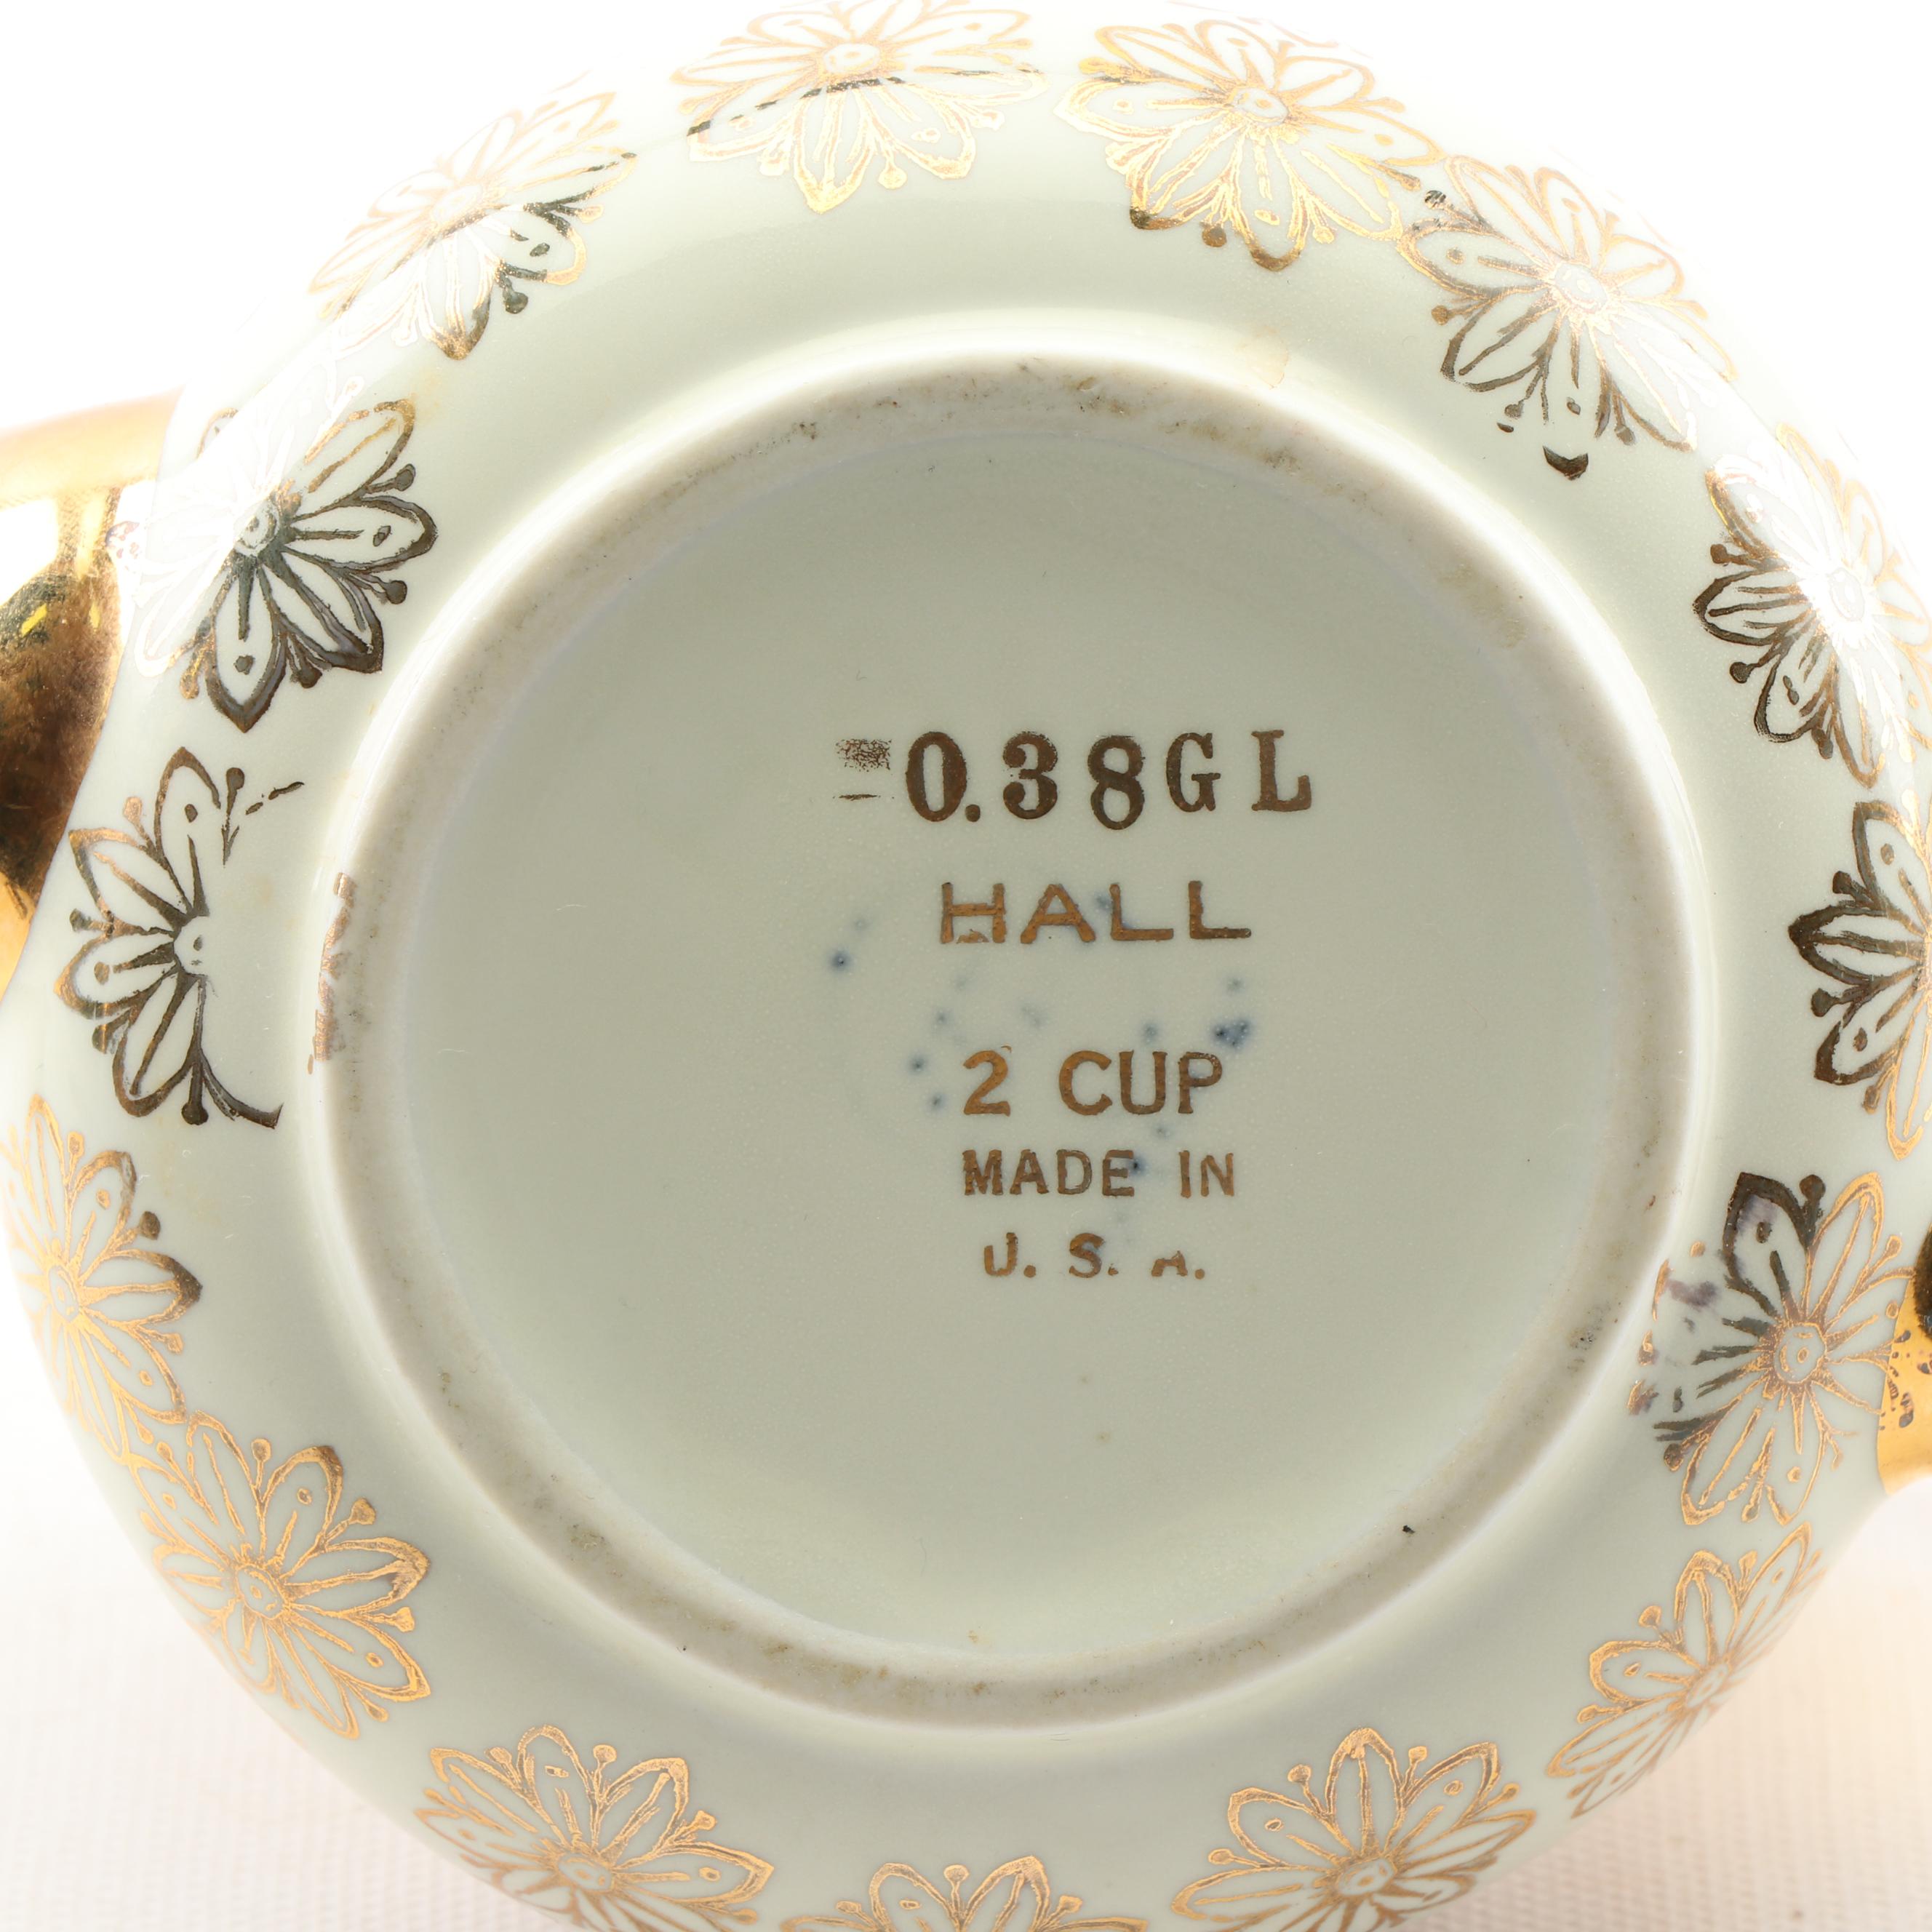 0.38GL
HALL
2 CUP
MADE IN
U. S. A.